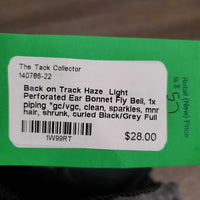 The Tack Collector
140786-22
Back on Track Haze Light
Perforated Ear Bonnet Fly Bell, 1x
piping *gc/vgc, clean, sparkles, mnr
hair, shrunk, curled Black/Grey Full
$28.00
1W99RT
Retail (New) Price
is $